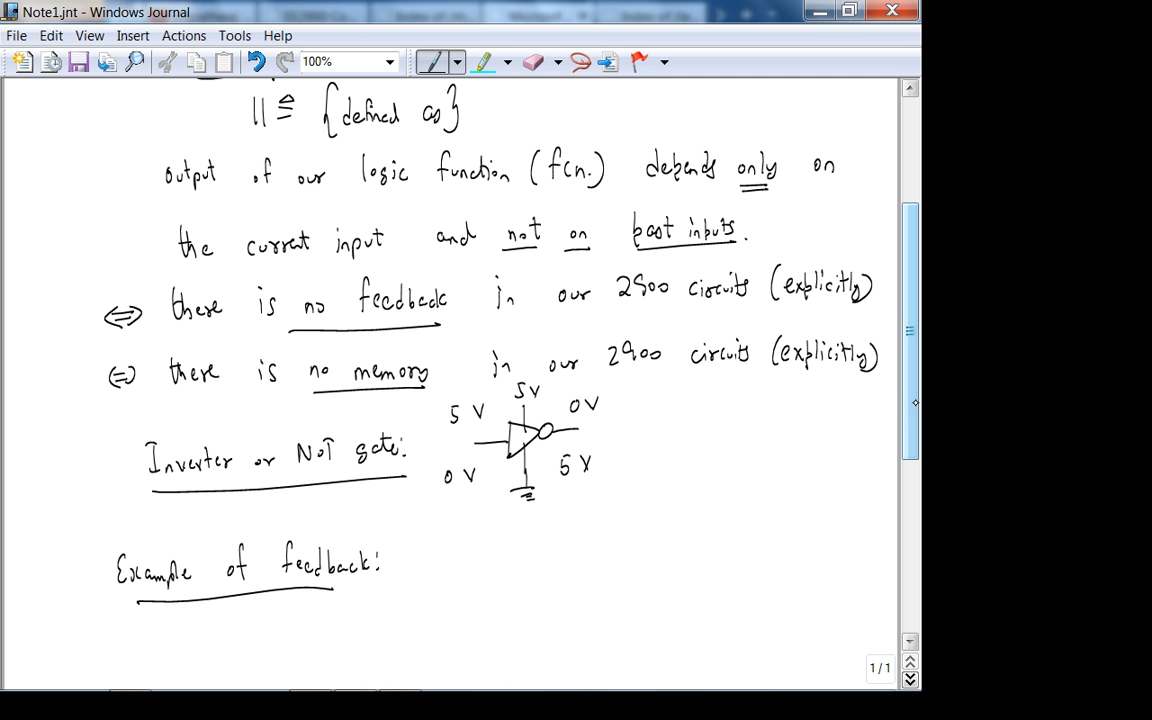 Note1.jnt - Windows Journal
File Edit View Insert Actions Tools Help
100%
|| ≜ {defined as}
output of our logic function (fcn.) depends only on
the current input and not on past inputs.
⇔ there is no feedback in our 2900 circuits (explicitly)
⇔ there is no memory in our 2900 circuits (explicitly)
5V
5 V 0V
Inverter or NOT gate:
0 V 5 V
Example of feedback:
1/1